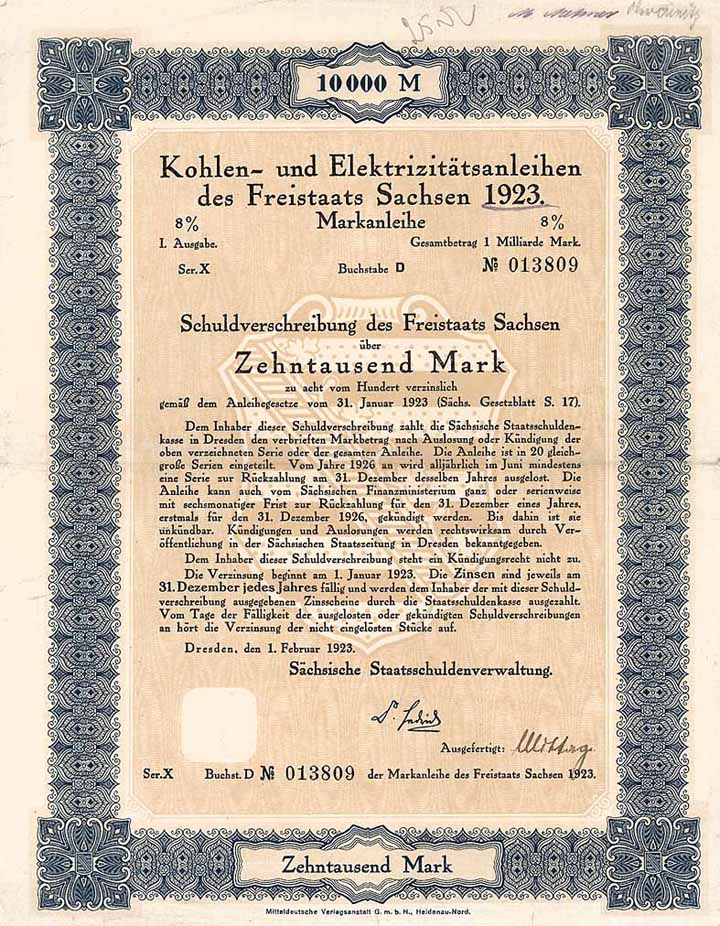 10000 M
Kohlen- und Elektrizitätsanleihen
des Freistaats Sachsen 1923.
8% Markanleihe 8%
I. Ausgabe. Gesamtbetrag 1 Milliarde Mark.
Ser. X Buchstabe D № 013809
Schuldverschreibung des Freistaats Sachsen
über
Zehntausend Mark
zu acht vom Hundert verzinslich
gemäß dem Anleihegesetze vom 31. Januar 1923 (Sächs. Gesetzblatt S. 17).
Dem Inhaber dieser Schuldverschreibung zahlt die Sächsische Staatsschulden-
kasse in Dresden den verbrieften Markbetrag nach Auslosung oder Kündigung der
oben verzeichneten Serie oder der gesamten Anleihe. Die Anleihe ist in 20 gleich-
große Serien eingeteilt. Vom Jahre 1926 an wird alljährlich im Juni mindestens
eine Serie zur Rückzahlung am 31. Dezember desselben Jahres ausgelost. Die
Anleihe kann auch vom Sächsischen Finanzministerium ganz oder serienweise
mit sechsmonatiger Frist zur Rückzahlung für den 31. Dezember eines Jahres,
erstmals für den 31. Dezember 1926, gekündigt werden. Bis dahin ist sie
unkündbar. Kündigungen und Auslosungen werden rechtswirksam durch Ver-
öffentlichung in der Sächsischen Staatszeitung in Dresden bekanntgegeben.
Dem Inhaber dieser Schuldverschreibung steht ein Kündigungsrecht nicht zu.
Die Verzinsung beginnt am 1. Januar 1923. Die Zinsen sind jeweils am
31. Dezember jedes Jahres fällig und werden dem Inhaber der mit dieser Schuld-
verschreibung ausgegebenen Zinsscheine durch die Staatsschuldenkasse ausgezahlt.
Vom Tage der Fälligkeit der ausgelosten oder gekündigten Schuldverschreibungen
an hört die Verzinsung der nicht eingelösten Stücke auf.
Dresden, den 1. Februar 1923.
Sächsische Staatsschuldenverwaltung.
Ausgefertigt: Mittag.
Ser. X Buchst. D № 013809 der Markanleihe des Freistaats Sachsen 1923.
Zehntausend Mark
Mitteldeutsche Verlagsanstalt G. m. b. H., Heidenau-Nord.